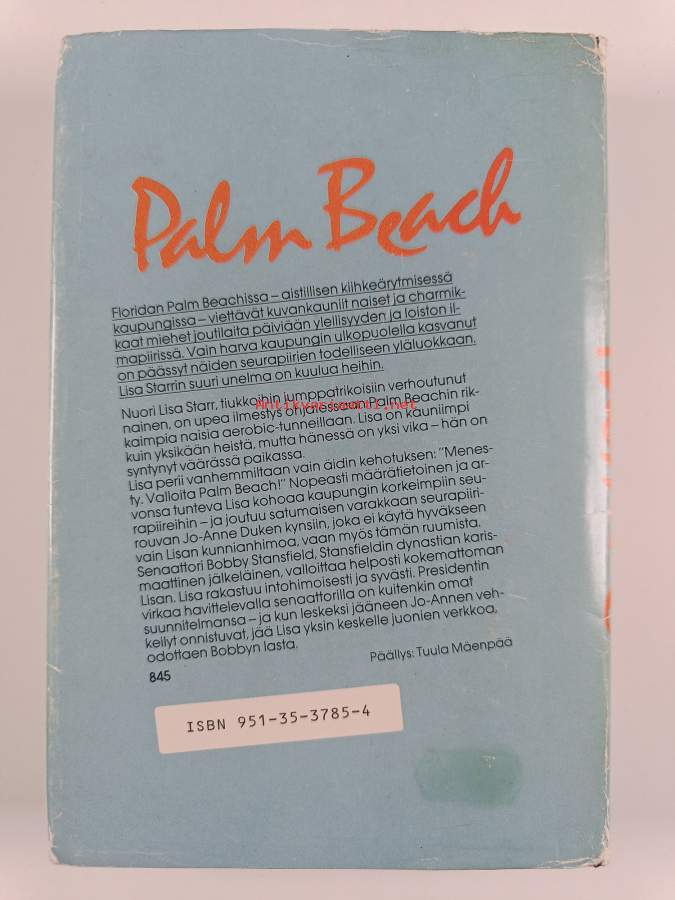 Palm Beach
Floridan Palm Beachissa – aistillisen kiihkeärytmisessä
kaupungissa – viettävät kuvankauniit naiset ja charmik-
kaat miehet joutilaita päiviään ylellisyyden ja loiston il-
mapiirissä. Vain harva kaupungin ulkopuolella kasvanut
on päässyt näiden seurapiirien todelliseen yläluokkaan.
Lisa Starrin suuri unelma on kuulua heihin.
Nuori Lisa Starr, tiukkoihin jumppatrikoisiin verhoutunut
nainen, on upea ilmestys ohjatessaan Palm Beachin rik-
kaimpia naisia aerobic-tunneillaan. Lisa on kauniimpi
kuin yksikään heistä, mutta hänessä on yksi vika – hän on
syntynyt väärässä paikassa.
Lisa perii vanhemmiltaan vain äidin kehotuksen: "Menes-
ty. Valloita Palm Beach!" Nopeasti määrätietoinen ja ar-
vonsa tunteva Lisa kohoaa kaupungin korkeimpiin seu-
rapiireihin – ja joutuu satumaisen varakkaan seurapiiri-
rouvan Jo-Anne Duken kynsiin, joka ei käytä hyväkseen
vain Lisan kunnianhimoa, vaan myös tämän ruumista.
Senaattori Bobby Stansfield, Stansfieldin dynastian karis-
maattinen jälkeläinen, valloittaa helposti kokemattoman
Lisan. Lisa rakastuu intohimoisesti ja syvästi. Presidentin
virkaa havittelevalla senaattorilla on kuitenkin omat
suunnitelmansa – ja kun leskeksi jääneen Jo-Annen veh-
keilyt onnistuvat, jää Lisa yksin keskelle juonien verkkoa,
odottaen Bobbyn lasta.
Päällys: Tuula Mäenpää
845
ISBN 951-35-3785-4
Antikvariaatti.net